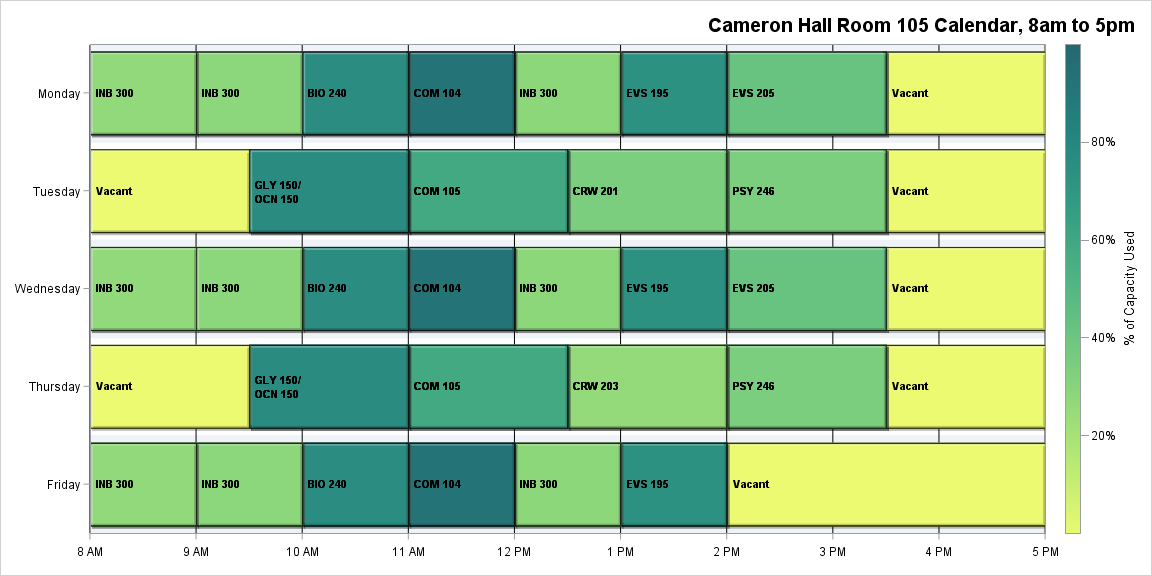 Cameron Hall Room 105 Calendar, 8am to 5pm
Monday
INB 300
INB 300
BIO 240
COM 104
INB 300
EVS 195
EVS 205
Vacant
Tuesday
Vacant
GLY 150/
OCN 150
COM 105
CRW 201
PSY 246
Vacant
Wednesday
INB 300
INB 300
BIO 240
COM 104
INB 300
EVS 195
EVS 205
Vacant
Thursday
Vacant
GLY 150/
OCN 150
COM 105
CRW 203
PSY 246
Vacant
Friday
INB 300
INB 300
BIO 240
COM 104
INB 300
EVS 195
Vacant
8 AM
9 AM
10 AM
11 AM
12 PM
1 PM
2 PM
3 PM
4 PM
5 PM
80%
60%
40%
20%
% of Capacity Used